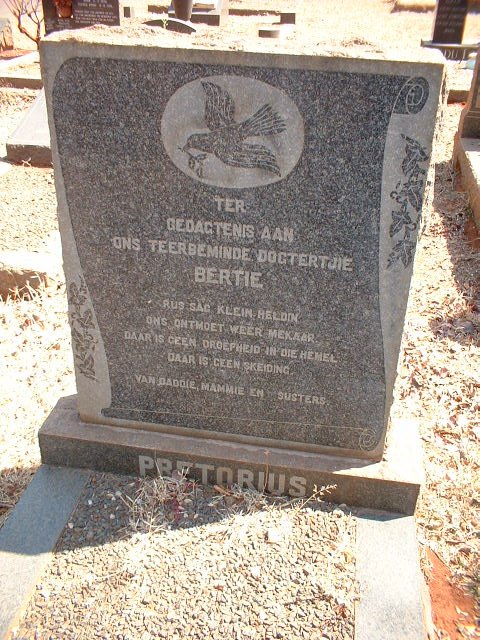 TER
GEDAGTENIS AAN
ONS TEERBEMINDE DOGTERTJIE
BERTIE
RUS SAG KLEIN HELDIN
ONS ONTMOET WEER MEKAAR
DAAR IS GEEN DROEFHEID IN DIE HEMEL
DAAR IS GEEN SKEIDING
VAN DADDIE, MAMMIE EN SUSTERS
PRETORIUS